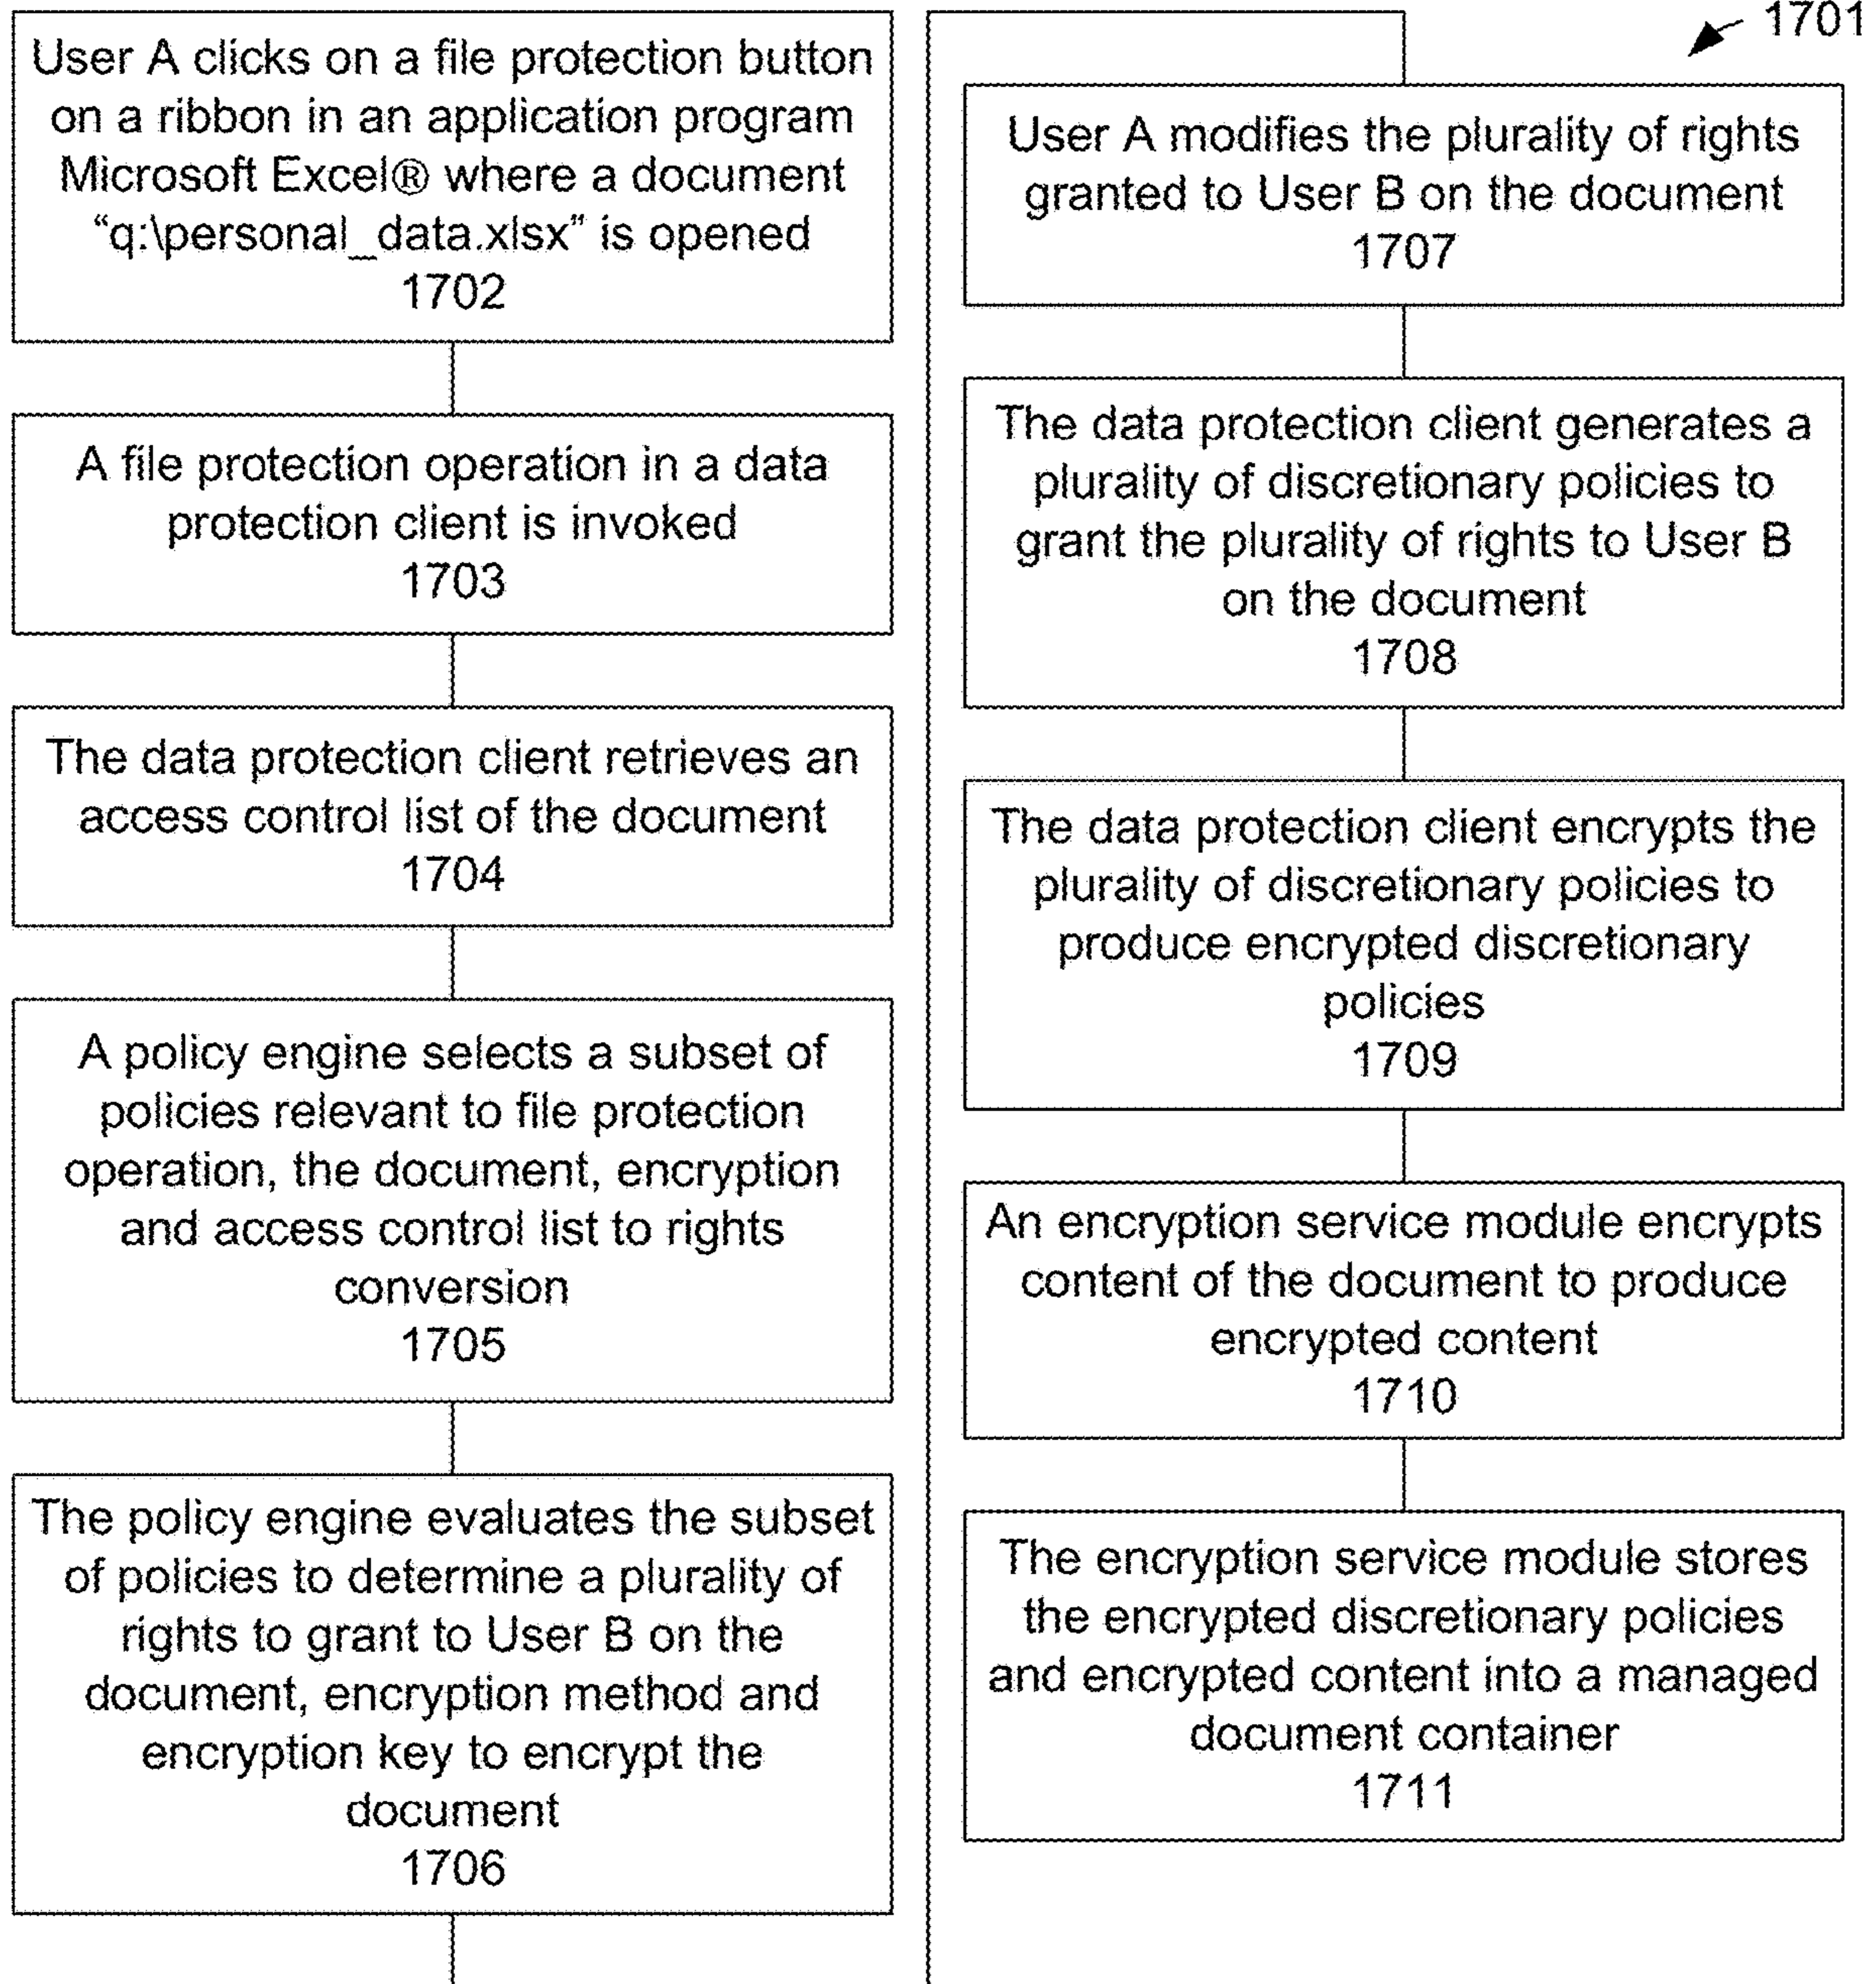 User A clicks on a file protection button
on a ribbon in an application program
Microsoft Excel® where a document
“q:\personal_data.xlsx” is opened
1702
A file protection operation in a data
protection client is invoked
1703
The data protection client retrieves an
access control list of the document
1704
A policy engine selects a subset of
policies relevant to file protection
operation, the document, encryption
and access control list to rights
conversion
1705
The policy engine evaluates the subset
of policies to determine a plurality of
rights to grant to User B on the
document, encryption method and
encryption key to encrypt the
document
1706
1701
User A modifies the plurality of rights
granted to User B on the document
1707
The data protection client generates a
plurality of discretionary policies to
grant the plurality of rights to User B
on the document
1708
The data protection client encrypts the
plurality of discretionary policies to
produce encrypted discretionary
policies
1709
An encryption service module encrypts
content of the document to produce
encrypted content
1710
The encryption service module stores
the encrypted discretionary policies
and encrypted content into a managed
document container
1711